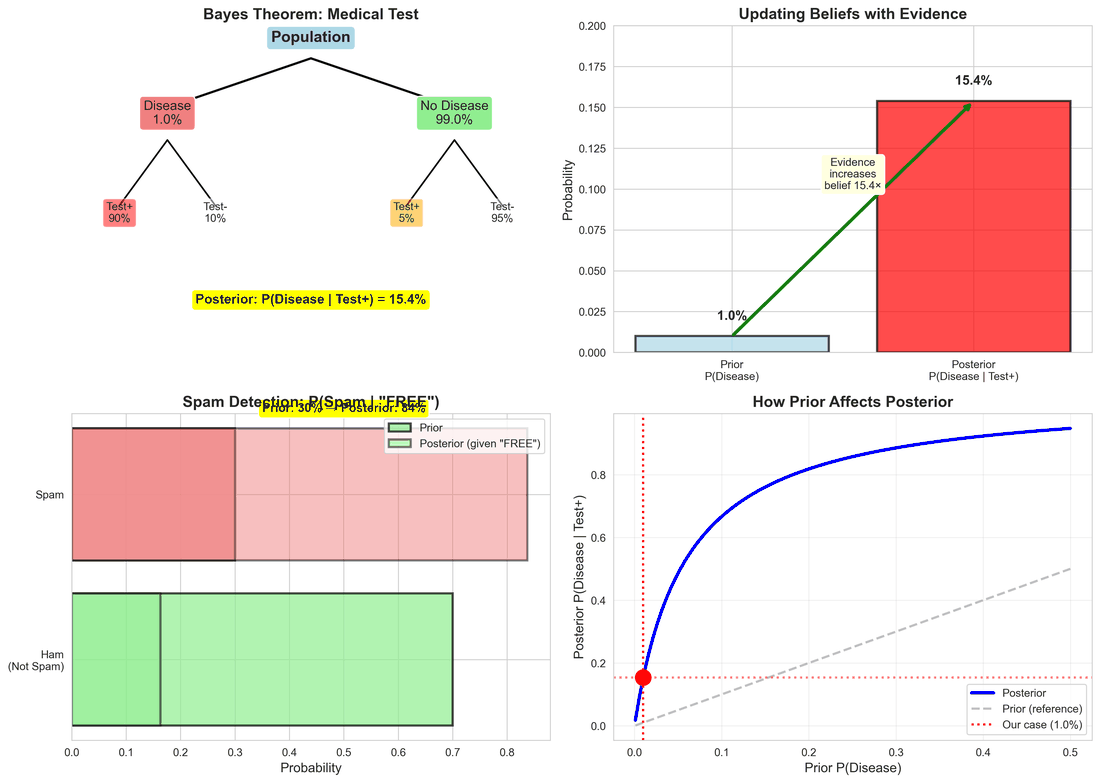 Bayes Theorem: Medical Test
Population
Disease
1.0%
No Disease
99.0%
Test+
90%
Test-
10%
Test+
5%
Test-
95%
Posterior: P(Disease | Test+) = 15.4%
Updating Beliefs with Evidence
Probability
0.200
0.175
0.150
0.125
0.100
0.075
0.050
0.025
0.000
15.4%
Evidence
increases
belief 15.4×
1.0%
Prior
P(Disease)
Posterior
P(Disease | Test+)
Spam Detection: P(Spam | "FREE")
Prior: 30% → Posterior: 84%
Prior
Posterior (given "FREE")
Spam
Ham
(Not Spam)
0.0 0.1 0.2 0.3 0.4 0.5 0.6 0.7 0.8
Probability
How Prior Affects Posterior
Posterior P(Disease | Test+)
0.8
0.6
0.4
0.2
0.0
Posterior
Prior (reference)
Our case (1.0%)
0.0 0.1 0.2 0.3 0.4 0.5
Prior P(Disease)